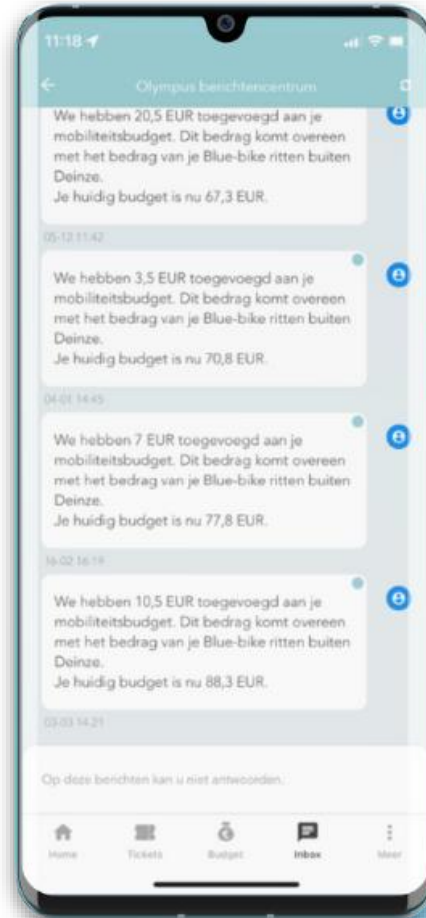 11:18
Olympus berichtencentrum
We hebben 20,5 EUR toegevoegd aan je
mobiliteitsbudget. Dit bedrag komt overeen
met het bedrag van je Blue-bike ritten buiten
Deinze.
Je huidig budget is nu 67,3 EUR.
05-12 11:42
We hebben 3,5 EUR toegevoegd aan je
mobiliteitsbudget. Dit bedrag komt overeen
met het bedrag van je Blue-bike ritten buiten
Deinze.
Je huidig budget is nu 70,8 EUR.
04-01 14:45
We hebben 7 EUR toegevoegd aan je
mobiliteitsbudget. Dit bedrag komt overeen
met het bedrag van je Blue-bike ritten buiten
Deinze.
Je huidig budget is nu 77,8 EUR.
16-02 16:19
We hebben 10,5 EUR toegevoegd aan je
mobiliteitsbudget. Dit bedrag komt overeen
met het bedrag van je Blue-bike ritten buiten
Deinze.
Je huidig budget is nu 88,3 EUR.
03-03 14:21
Op deze berichten kan u niet antwoorden.
Home Tickets Budget Inbox Meer